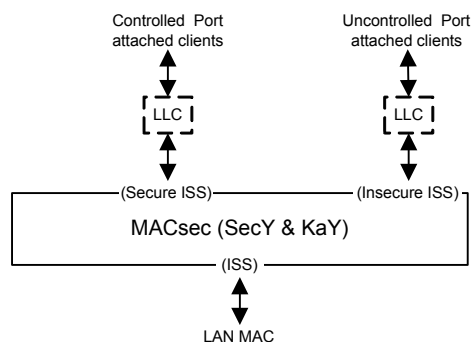 Controlled Port
attached clients
Uncontrolled Port
attached clients
LLC
LLC
(Secure ISS)
(Insecure ISS)
MACsec (SecY & KaY)
(ISS)
LAN MAC